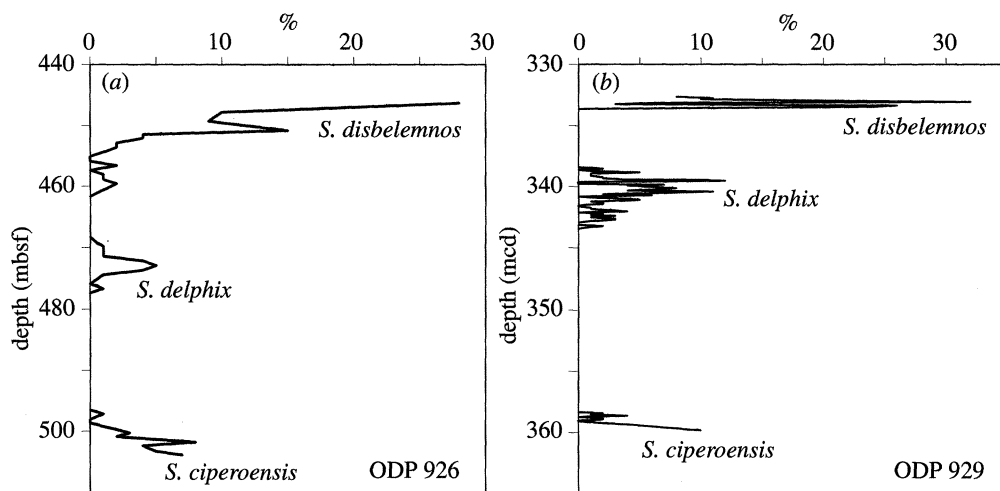 %
0 10 20 30
440
(a)
S. disbelemnos
460
depth (mbsf)
S. delphix
480
500
S. ciperoensis
ODP 926
%
0 10 20 30
330
(b)
S. disbelemnos
340
S. delphix
depth (mcd)
350
360
S. ciperoensis
ODP 929